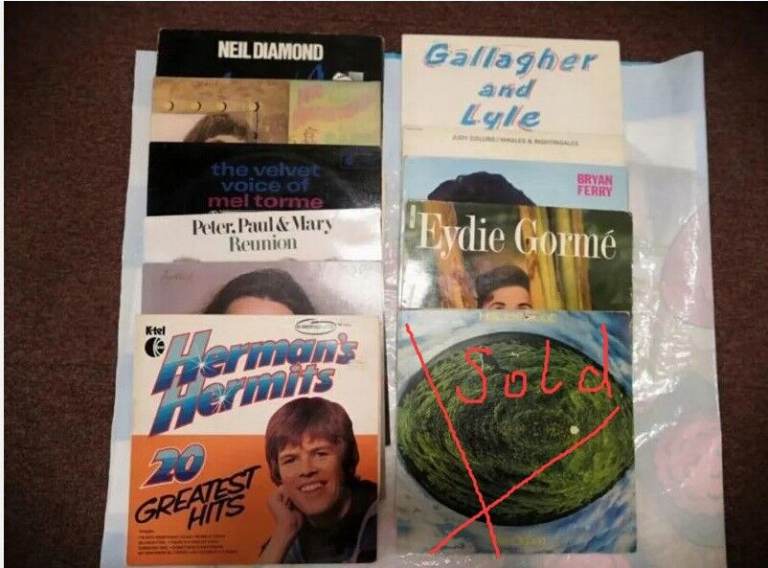 NEIL DIAMOND
the velvet
voice of
mel torme
Peter, Paul & Mary
Reunion
K-tel
Herman's
Hermits
20
GREATEST
HITS
Gallagher
and
Lyle
JUDY COLLINS / WHALES & NIGHTINGALES
BRYAN
FERRY
Eydie Gormé
Sold